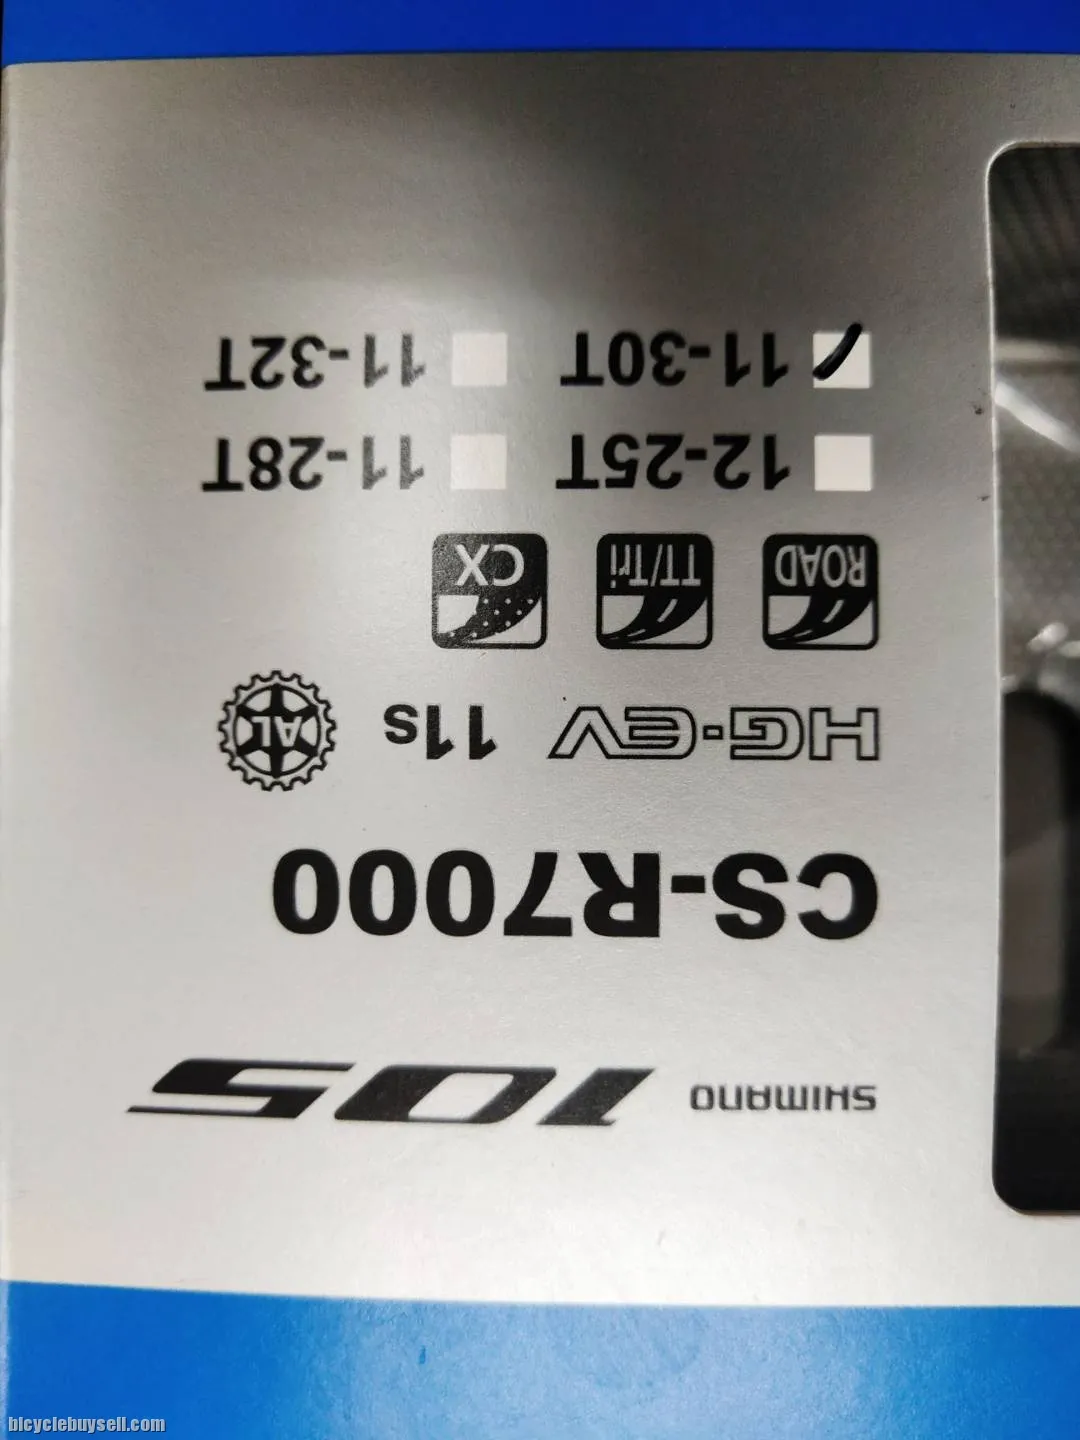 SHIMANO 105
CS-R7000
HG-EV 11s AL
ROAD TT/Tri CX
12-25T 11-28T
11-30T 11-32T
bicyclebuysell.com